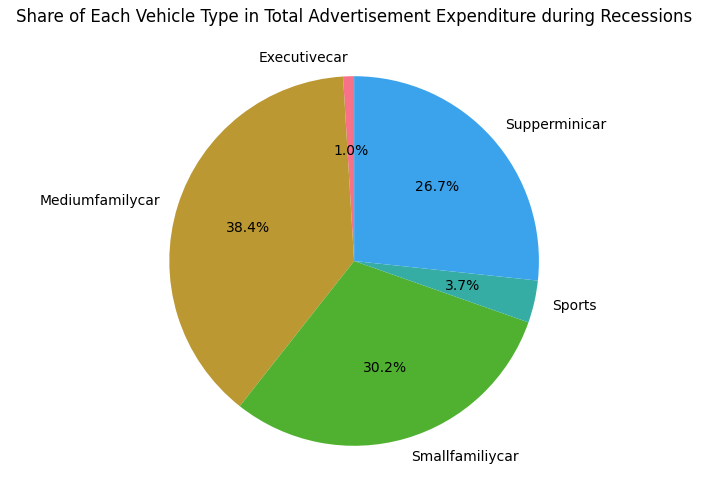 Share of Each Vehicle Type in Total Advertisement Expenditure during Recessions
Executivecar
1.0%
Supperminicar
26.7%
Mediumfamilycar
38.4%
Sports
3.7%
Smallfamiliycar
30.2%